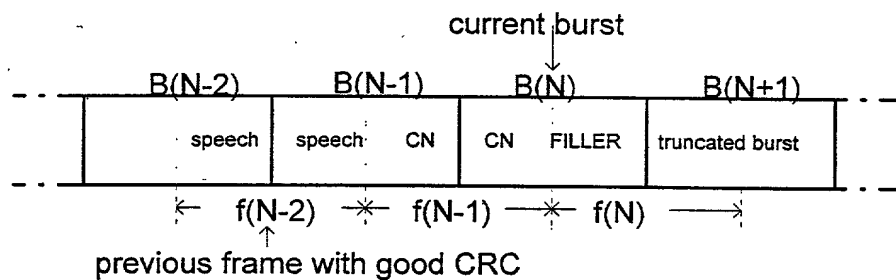 current burst
B(N-2) B(N-1) B(N) B(N+1)
speech speech CN CN FILLER truncated burst
f(N-2) f(N-1) f(N)
previous frame with good CRC